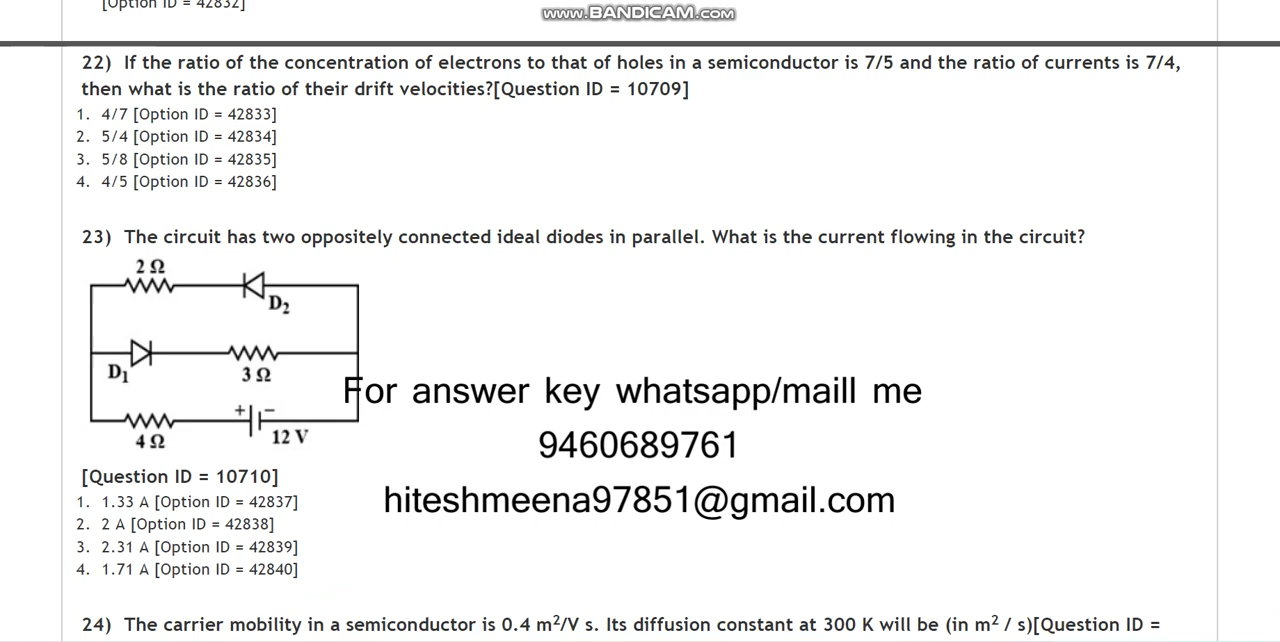 [Option ID = 42832]
www.BANDICAM.com
22) If the ratio of the concentration of electrons to that of holes in a semiconductor is 7/5 and the ratio of currents is 7/4,
then what is the ratio of their drift velocities?[Question ID = 10709]
1. 4/7 [Option ID = 42833]
2. 5/4 [Option ID = 42834]
3. 5/8 [Option ID = 42835]
4. 4/5 [Option ID = 42836]
23) The circuit has two oppositely connected ideal diodes in parallel. What is the current flowing in the circuit?
2 Ω
D2
D1
3 Ω
+ −
4 Ω
12 V
For answer key whatsapp/maill me
9460689761
hiteshmeena97851@gmail.com
[Question ID = 10710]
1. 1.33 A [Option ID = 42837]
2. 2 A [Option ID = 42838]
3. 2.31 A [Option ID = 42839]
4. 1.71 A [Option ID = 42840]
24) The carrier mobility in a semiconductor is 0.4 m²/V s. Its diffusion constant at 300 K will be (in m² / s)[Question ID =